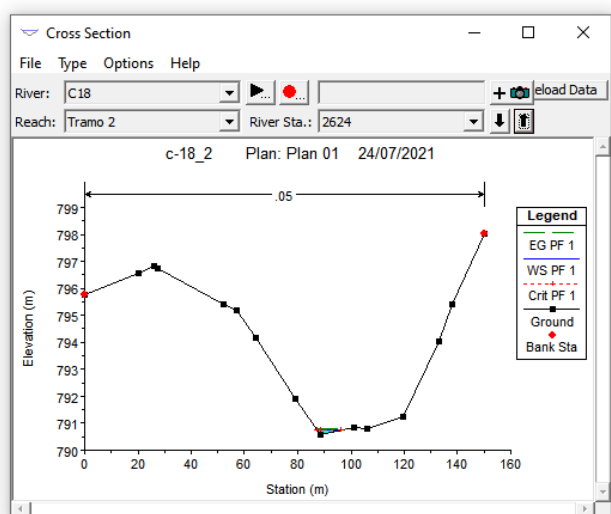 Cross Section
File Type Options Help
River: C18 ... ... + eload Data
Reach: Tramo 2 River Sta.: 2624
c-18_2 Plan: Plan 01 24/07/2021
.05
799
798
797
796
795
794
793
792
791
790
Elevation (m)
0 20 40 60 80 100 120 140 160
Station (m)
Legend
EG PF 1
WS PF 1
Crit PF 1
Ground
Bank Sta